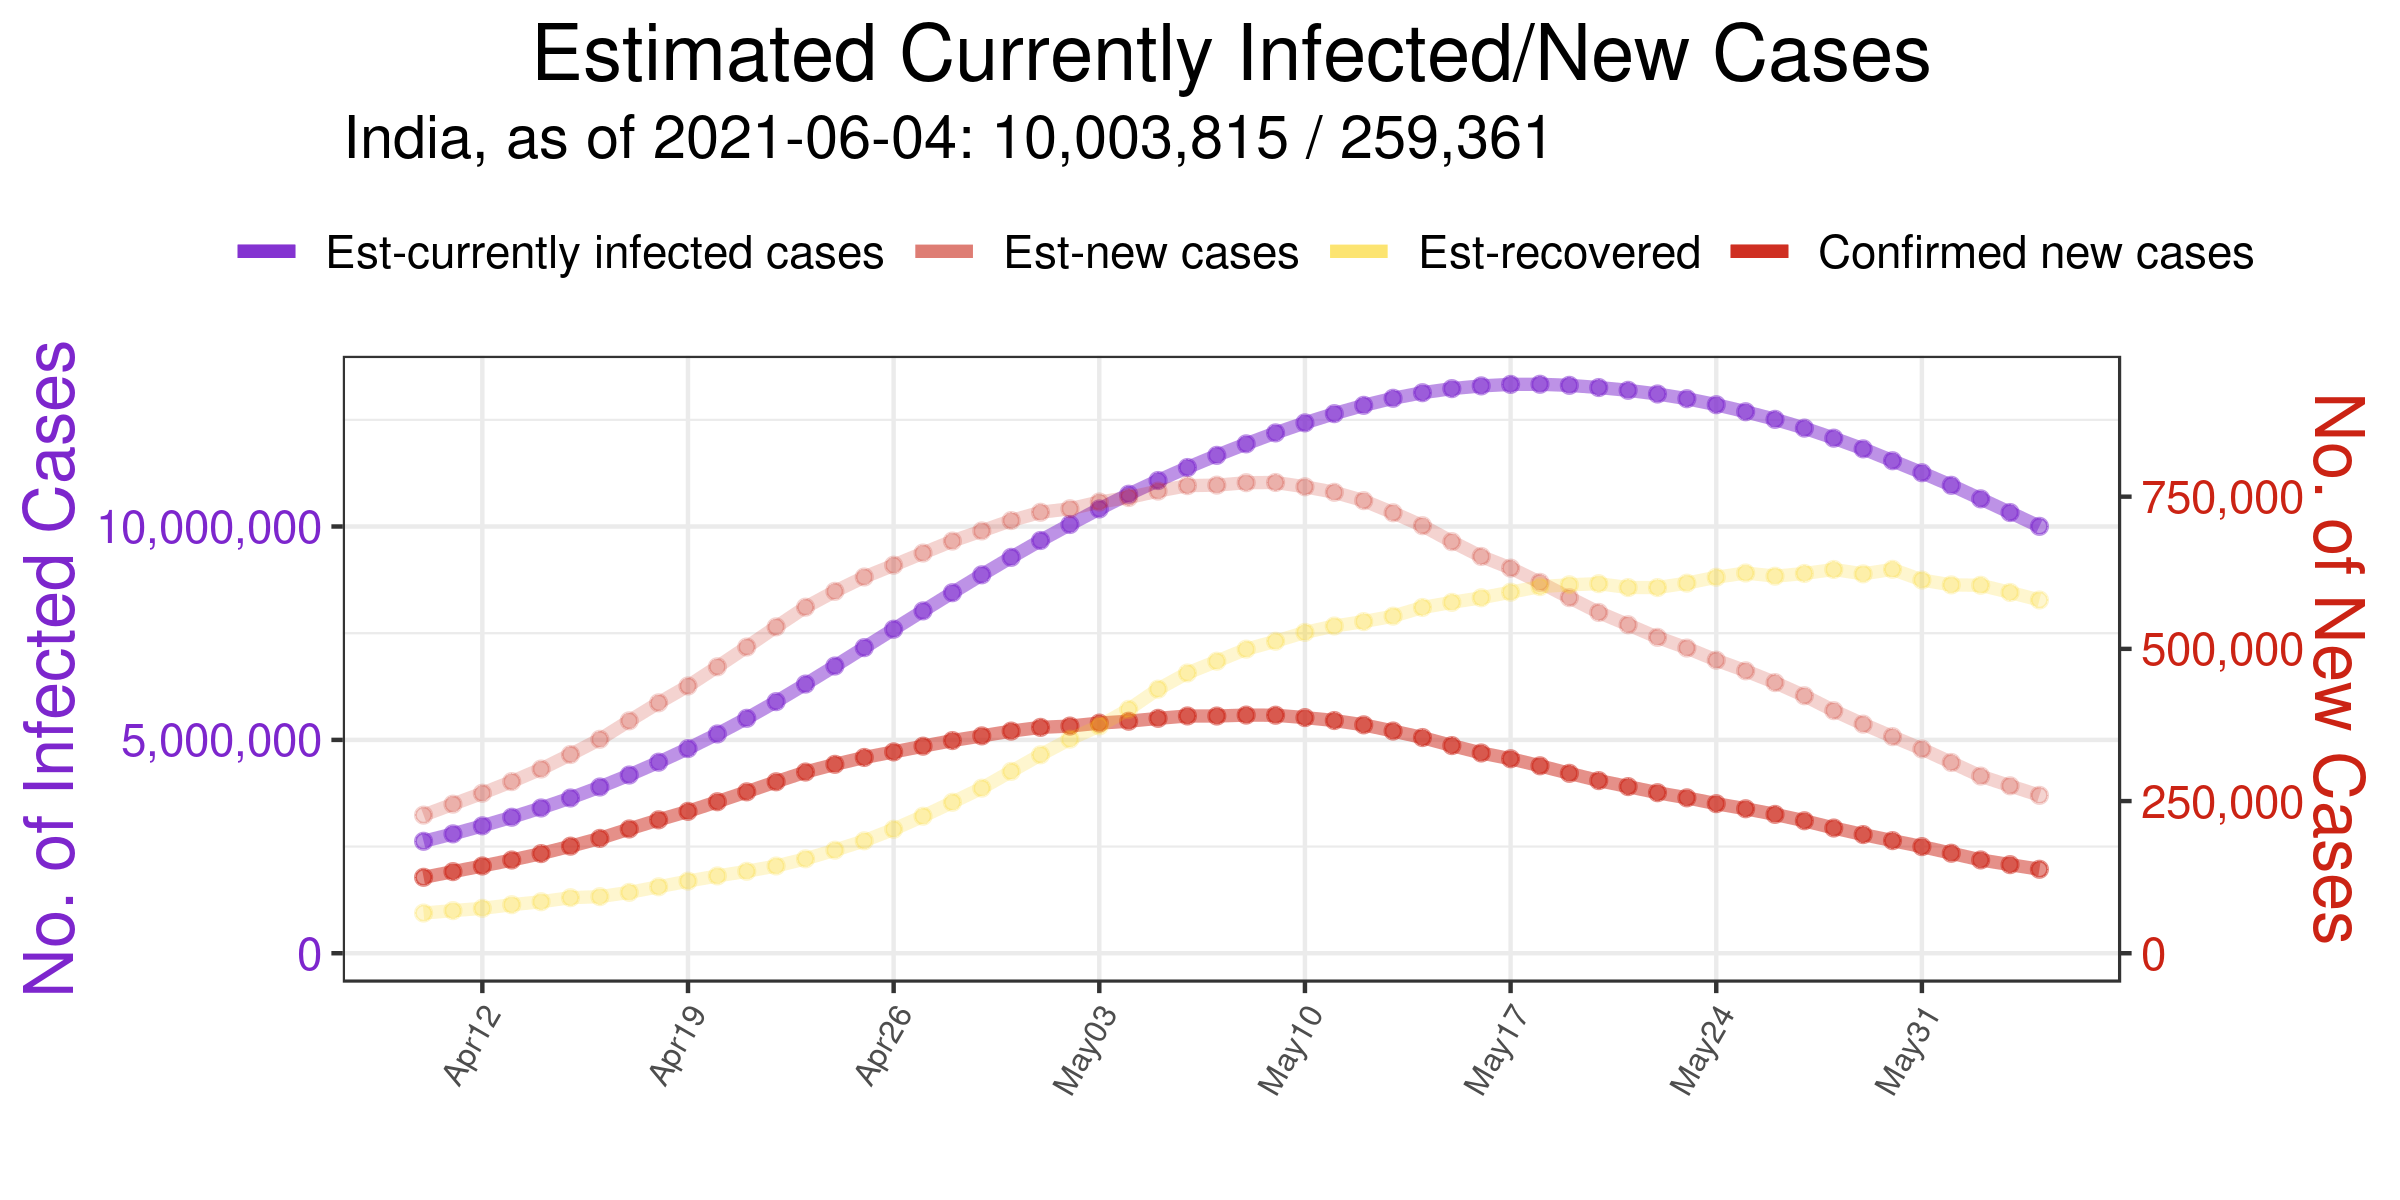 Estimated Currently Infected/New Cases
India, as of 2021-06-04: 10,003,815 / 259,361
Est-currently infected cases Est-new cases Est-recovered Confirmed new cases
No. of Infected Cases
10,000,000
5,000,000
0
No. of New Cases
750,000
500,000
250,000
0
Apr12 Apr19 Apr26 May03 May10 May17 May24 May31